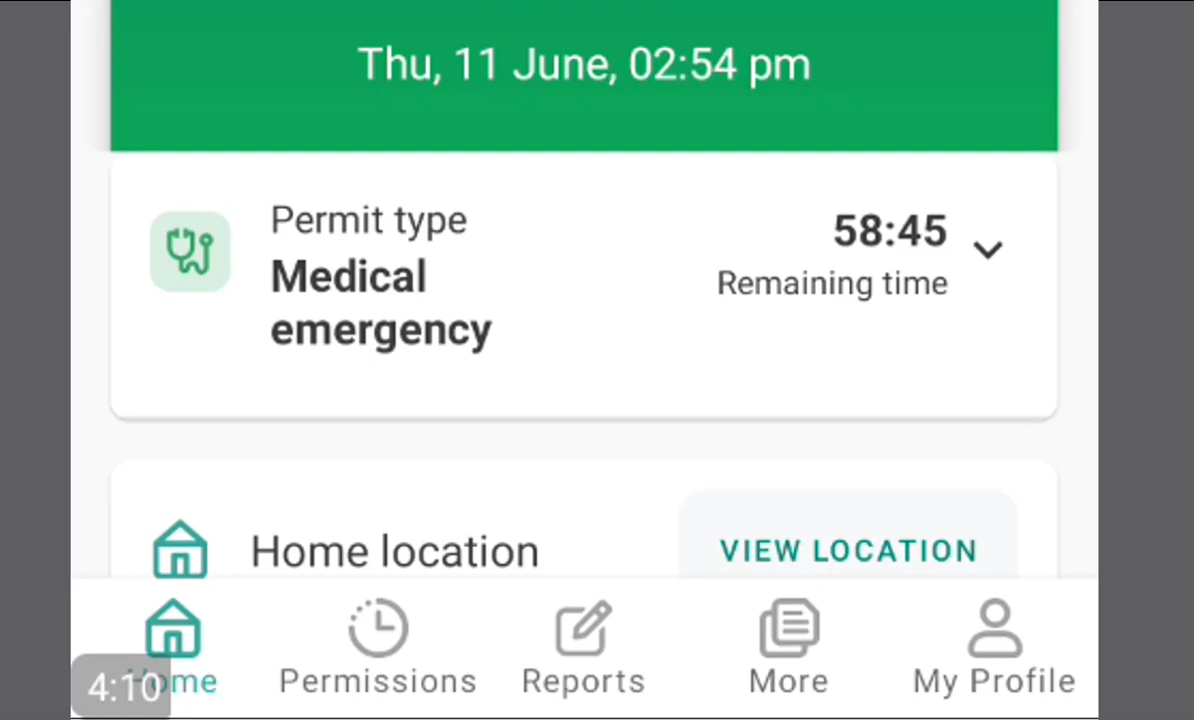 Thu, 11 June, 02:54 pm
Permit type
Medical
emergency
58:45
Remaining time
Home location
VIEW LOCATION
Home
Permissions
Reports
More
My Profile
4:10